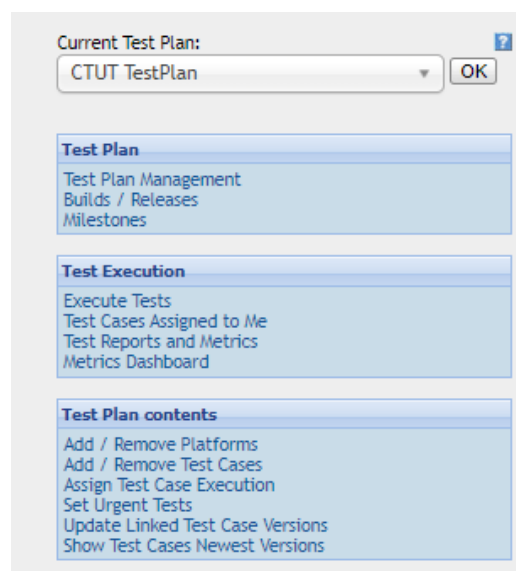 Current Test Plan:
?
CTUT TestPlan
OK
Test Plan
Test Plan Management
Builds / Releases
Milestones
Test Execution
Execute Tests
Test Cases Assigned to Me
Test Reports and Metrics
Metrics Dashboard
Test Plan contents
Add / Remove Platforms
Add / Remove Test Cases
Assign Test Case Execution
Set Urgent Tests
Update Linked Test Case Versions
Show Test Cases Newest Versions